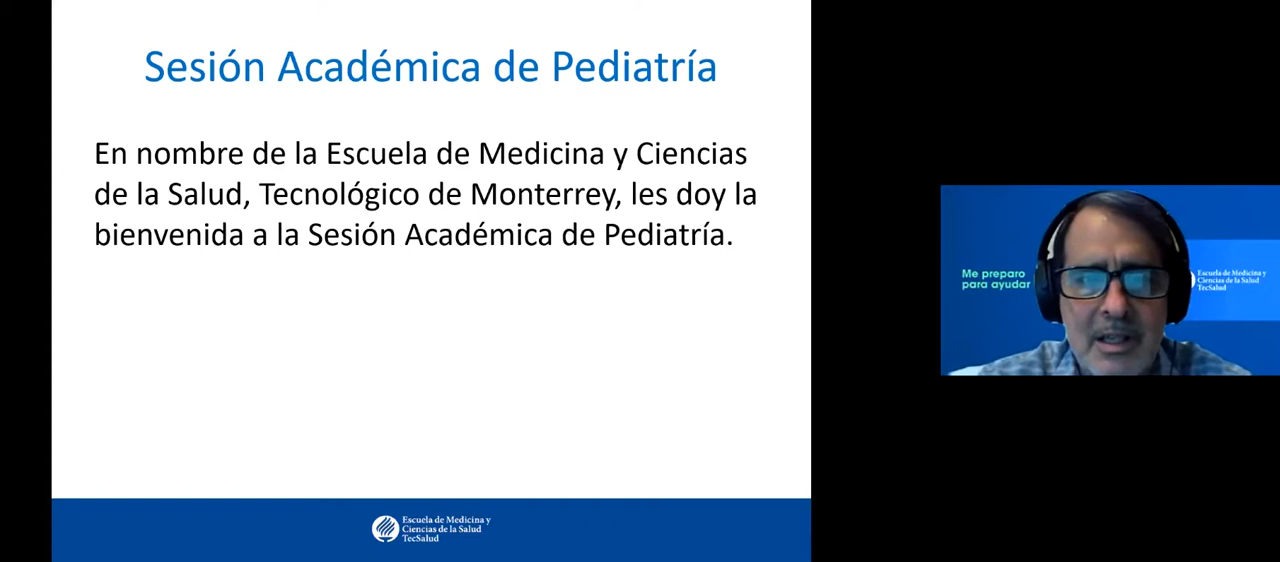 Sesión Académica de Pediatría
En nombre de la Escuela de Medicina y Ciencias
de la Salud, Tecnológico de Monterrey, les doy la
bienvenida a la Sesión Académica de Pediatría.
Escuela de Medicina y
Ciencias de la Salud
TecSalud
Me preparo
para ayudar
Escuela de Medicina y
Ciencias de la Salud
TecSalud